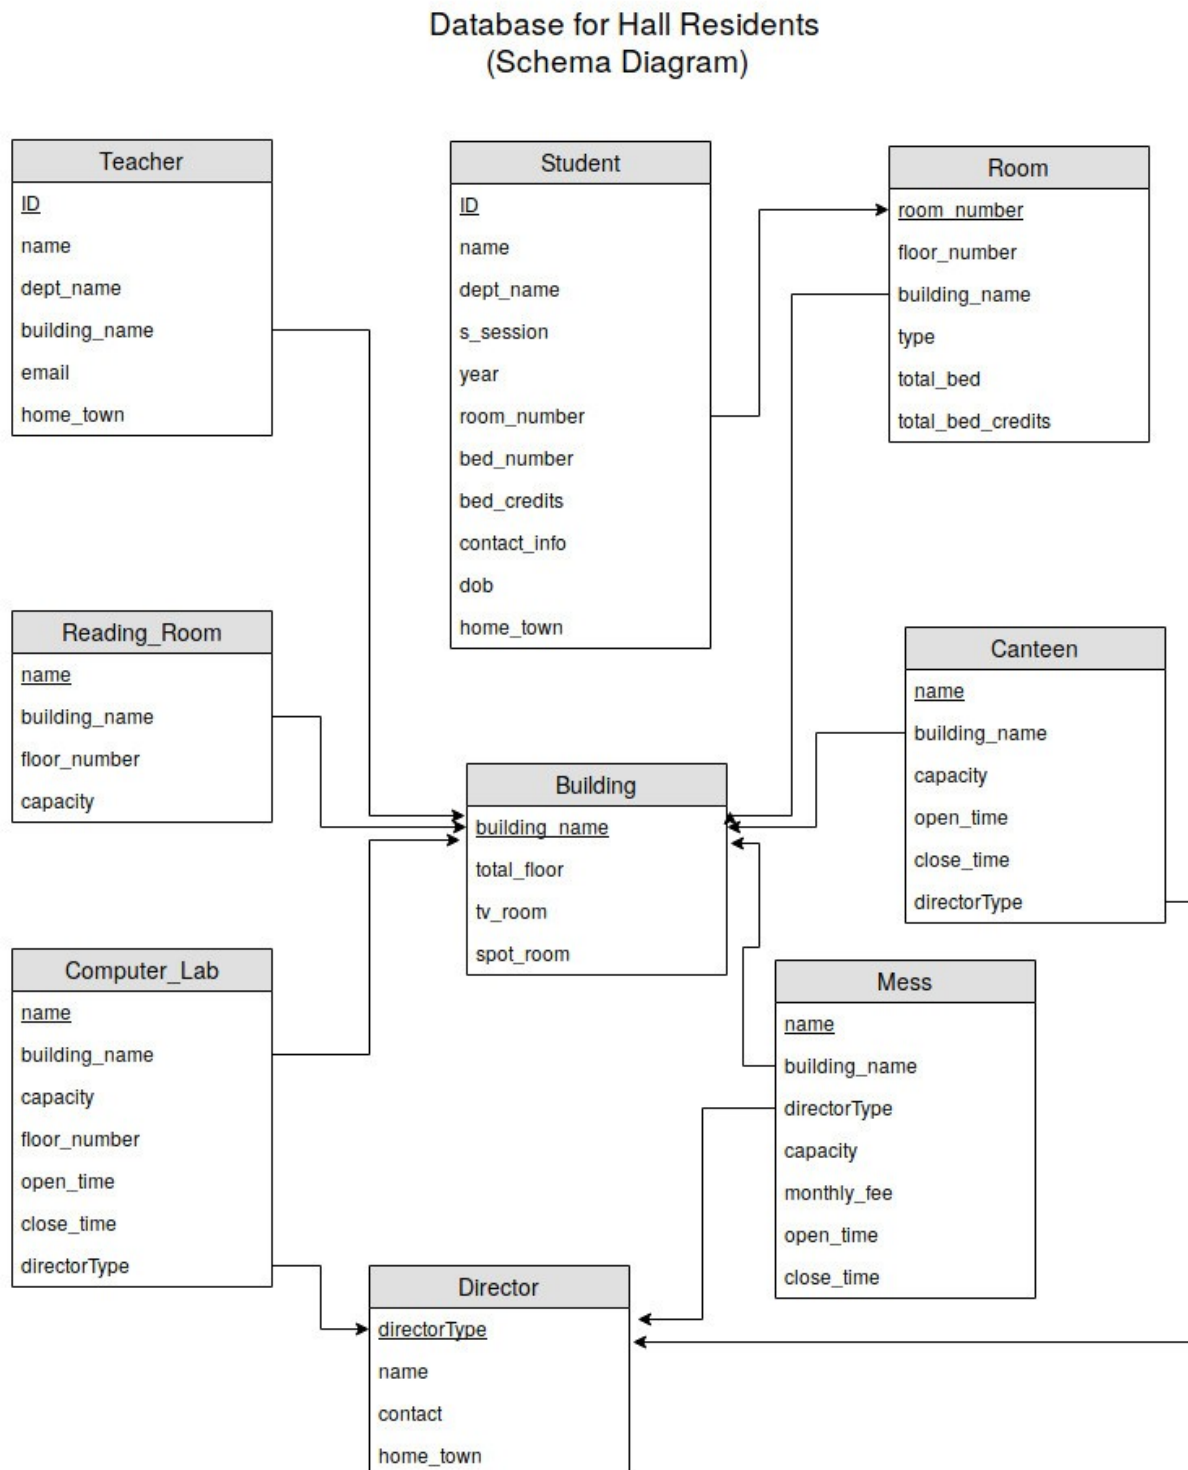 Database for Hall Residents
(Schema Diagram)
Teacher
ID
name
dept_name
building_name
email
home_town
Student
ID
name
dept_name
s_session
year
room_number
bed_number
bed_credits
contact_info
dob
home_town
Room
room_number
floor_number
building_name
type
total_bed
total_bed_credits
Reading_Room
name
building_name
floor_number
capacity
Building
building_name
total_floor
tv_room
spot_room
Canteen
name
building_name
capacity
open_time
close_time
directorType
Computer_Lab
name
building_name
capacity
floor_number
open_time
close_time
directorType
Mess
name
building_name
directorType
capacity
monthly_fee
open_time
close_time
Director
directorType
name
contact
home_town